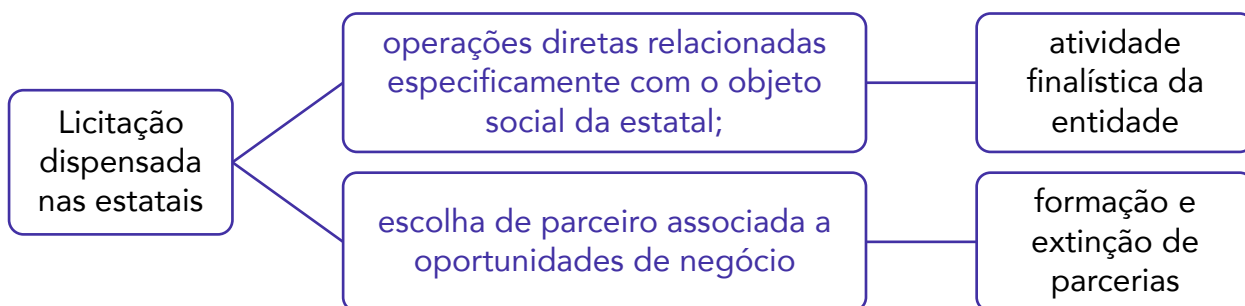 Licitação
dispensada
nas estatais
operações diretas relacionadas
especificamente com o objeto
social da estatal;
atividade
finalística da
entidade
escolha de parceiro associada a
oportunidades de negócio
formação e
extinção de
parcerias